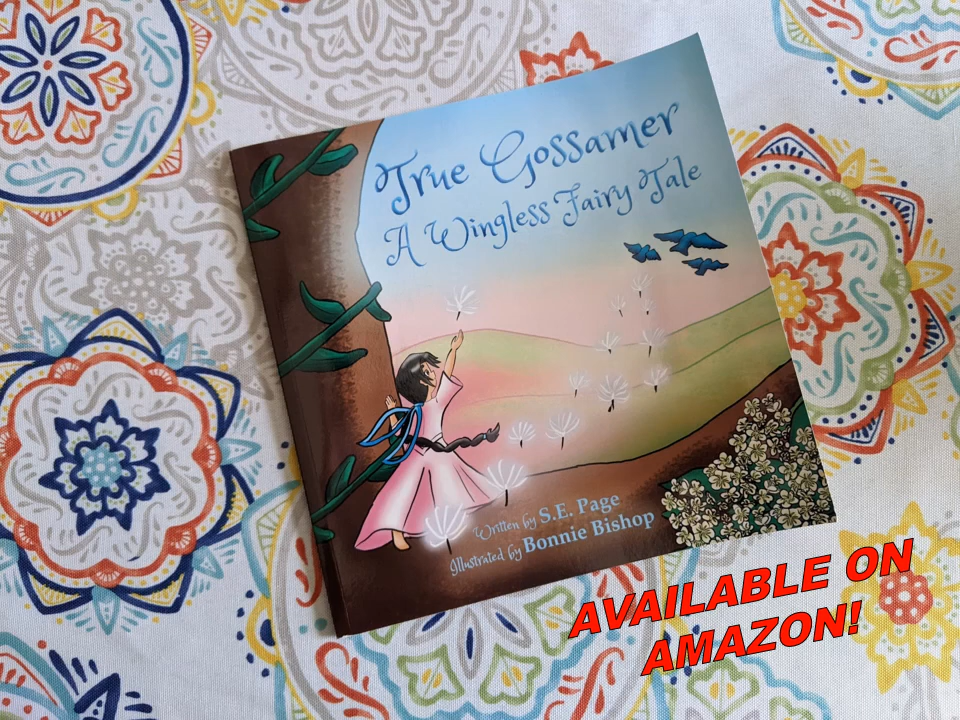 True Gossamer
A Wingless Fairy Tale
Written by S.E. Page
Illustrated by Bonnie Bishop
AVAILABLE ON
AMAZON!